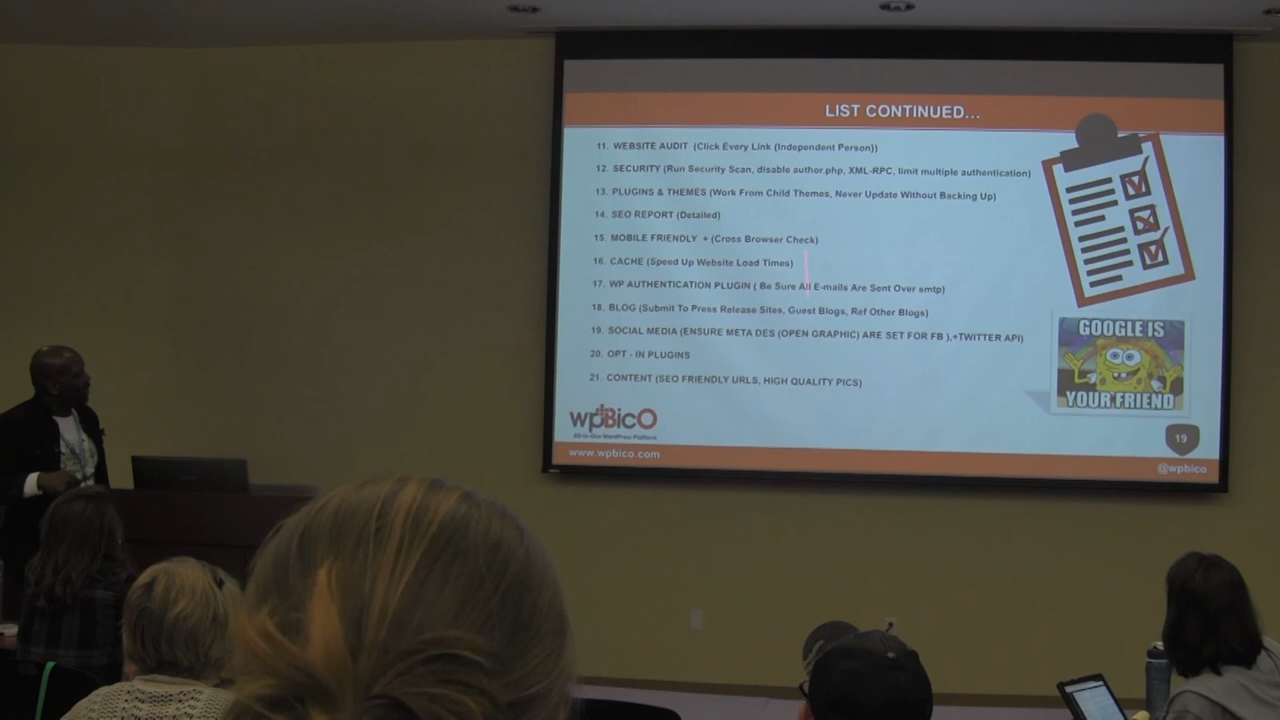 LIST CONTINUED...
11. WEBSITE AUDIT (Click Every Link (Independent Person))
12. SECURITY (Run Security Scan, disable author.php, XML-RPC, limit multiple authentication)
13. PLUGINS & THEMES (Work From Child Themes, Never Update Without Backing Up)
14. SEO REPORT (Detailed)
15. MOBILE FRIENDLY + (Cross Browser Check)
16. CACHE (Speed Up Website Load Times)
17. WP AUTHENTICATION PLUGIN ( Be Sure All E-mails Are Sent Over smtp)
18. BLOG (Submit To Press Release Sites, Guest Blogs, Ref Other Blogs)
19. SOCIAL MEDIA (ENSURE META DES (OPEN GRAPHIC) ARE SET FOR FB ),+TWITTER API)
20. OPT - IN PLUGINS
21. CONTENT (SEO FRIENDLY URLS, HIGH QUALITY PICS)
GOOGLE IS
YOUR FRIEND
wpBicO
All-In-One WordPress Platform
19
www.wpbico.com
@wpbico